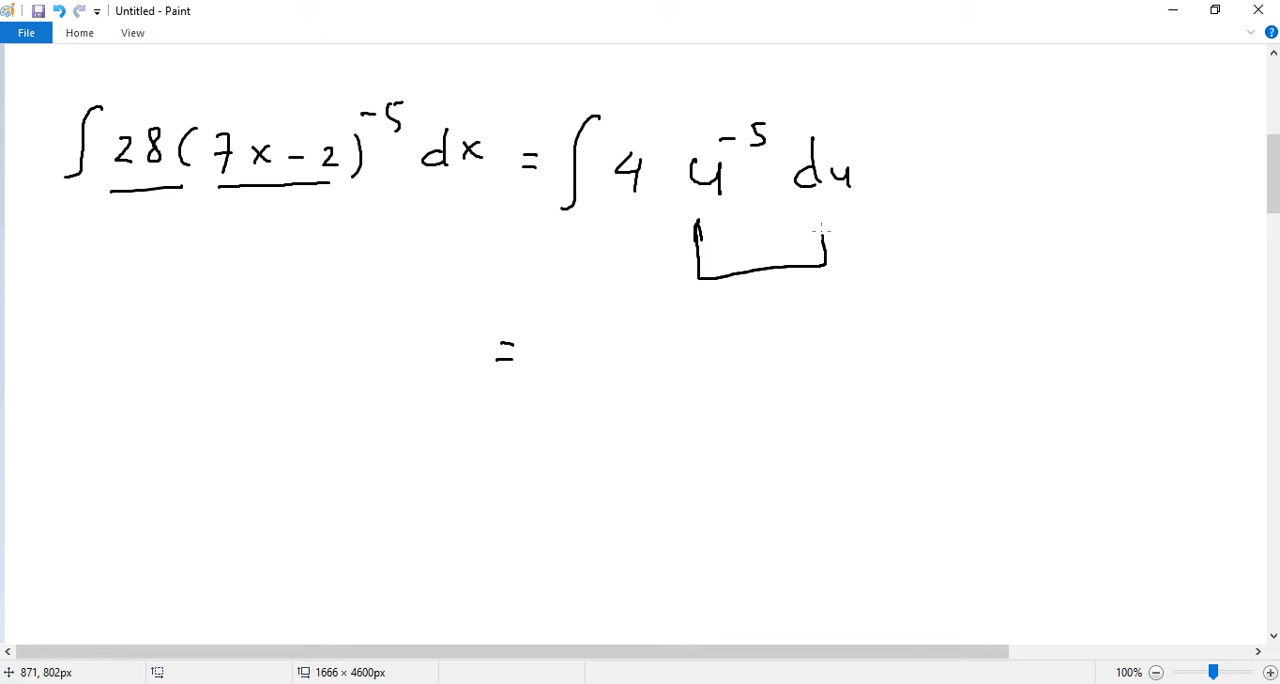 Untitled - Paint
File Home View
∫ 28(7x-2)^-5 dx = ∫ 4 u^-5 du
=
871, 802px
1666 × 4600px
100%